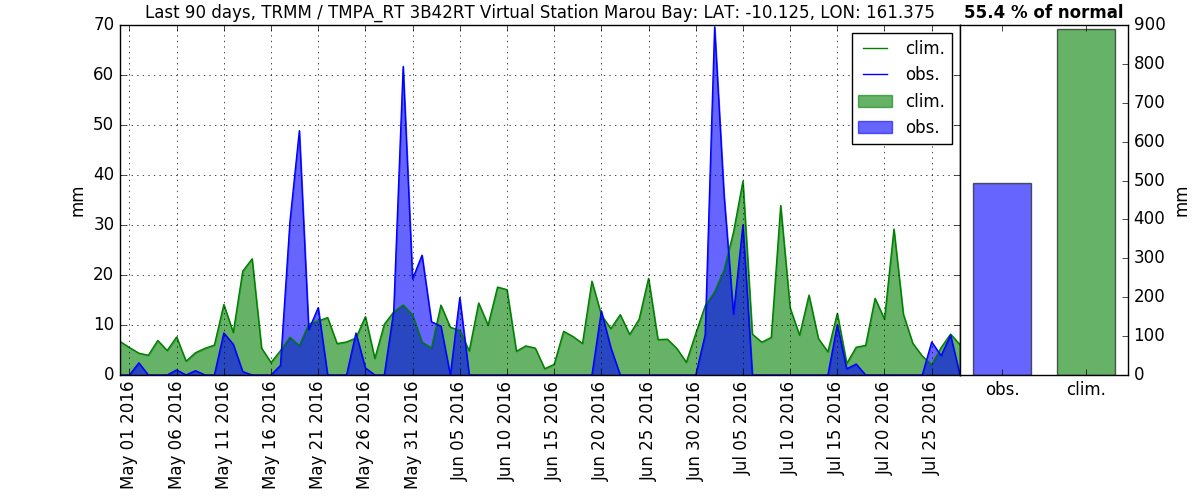 Last 90 days, TRMM / TMPA_RT 3B42RT Virtual Station Marou Bay: LAT: -10.125, LON: 161.375
55.4 % of normal
70
60
50
40
30
20
10
0
mm
clim.
obs.
clim.
obs.
May 01 2016
May 06 2016
May 11 2016
May 16 2016
May 21 2016
May 26 2016
May 31 2016
Jun 05 2016
Jun 10 2016
Jun 15 2016
Jun 20 2016
Jun 25 2016
Jun 30 2016
Jul 05 2016
Jul 10 2016
Jul 15 2016
Jul 20 2016
Jul 25 2016
900
800
700
600
500
400
300
200
100
0
mm
obs.
clim.